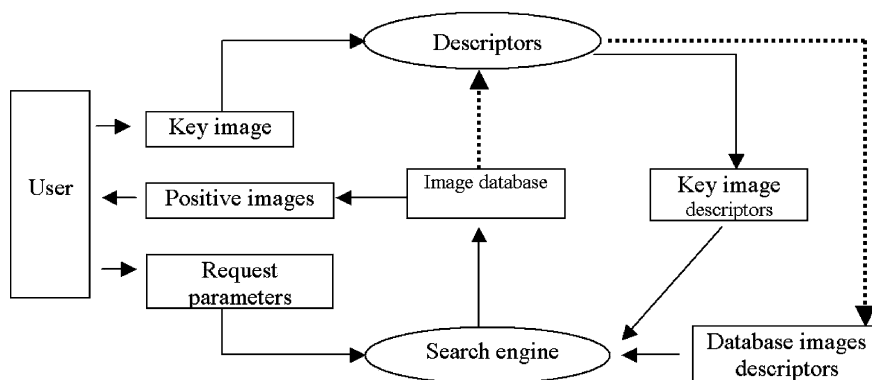 Descriptors
Key image
User
Positive images
Image database
Key image
descriptors
Request
parameters
Search engine
Database images
descriptors